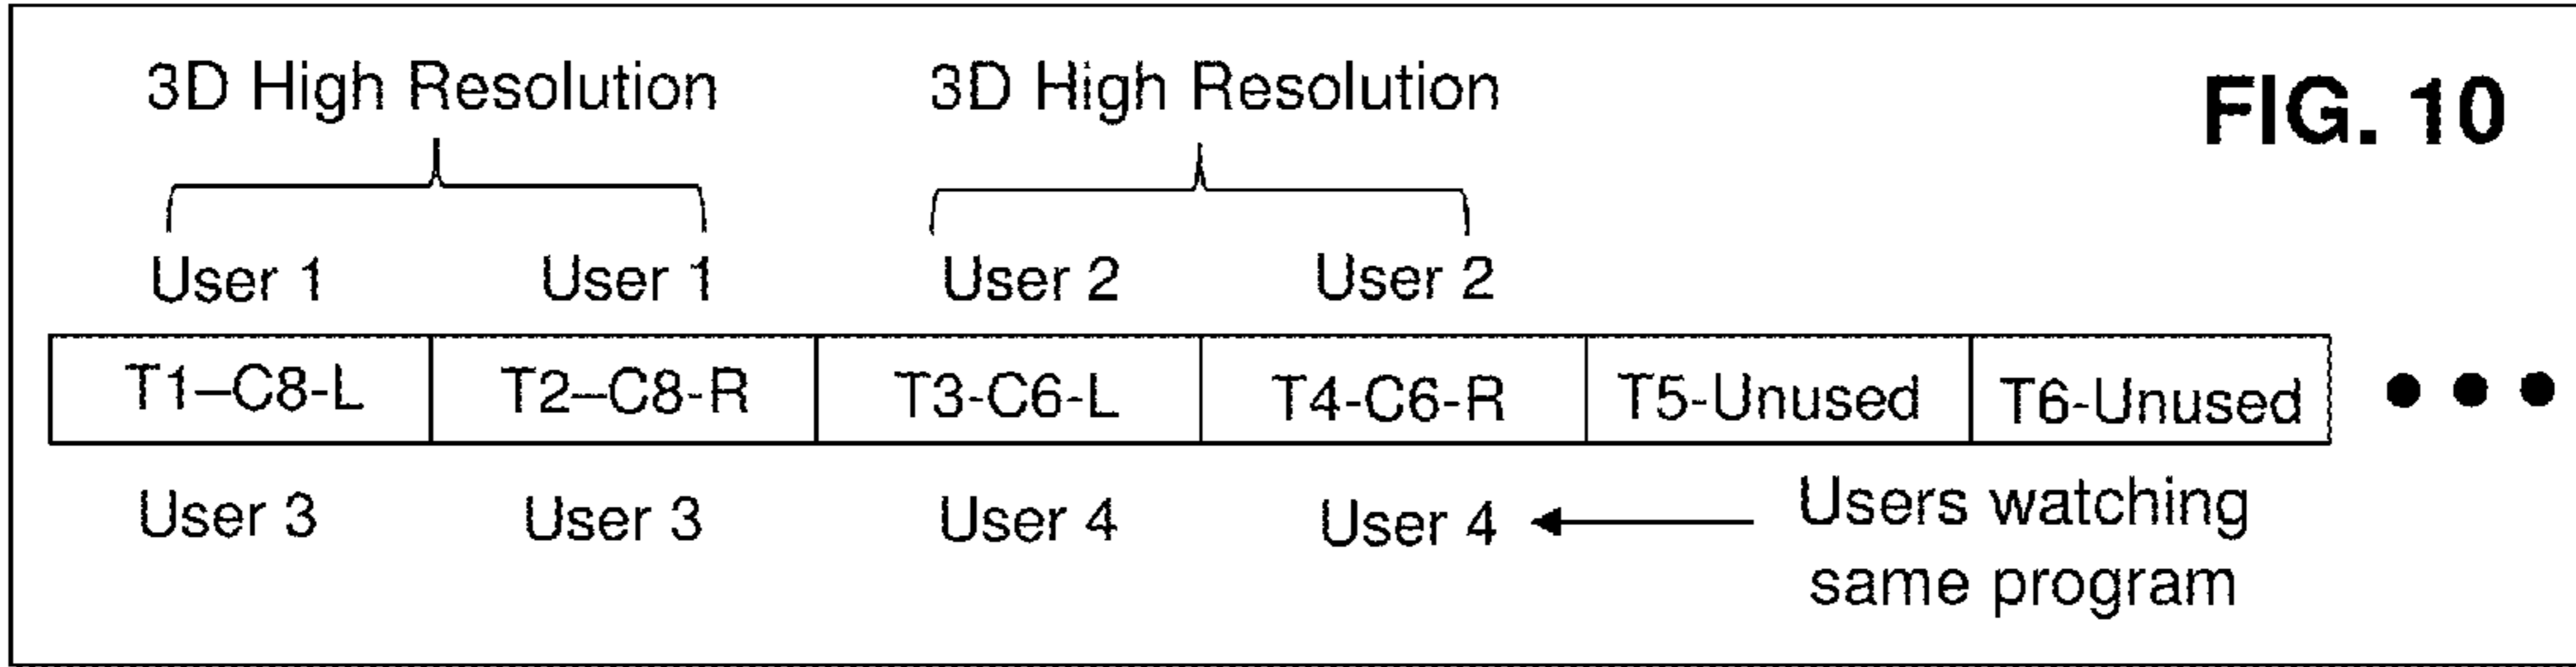 3D High Resolution 3D High Resolution
FIG. 10
User 1 User 1 User 2 User 2
T1–C8-L T2–C8-R T3-C6-L T4-C6-R T5-Unused T6-Unused
User 3 User 3 User 4 User 4
Users watching
same program